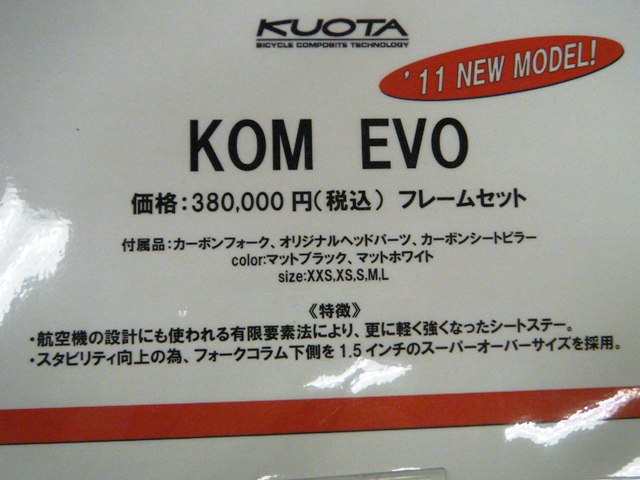 KUOTA
BICYCLE COMPOSITE TECHNOLOGY
'11 NEW MODEL!
KOM EVO
価格:380,000円(税込) フレームセット
付属品:カーボンフォーク、オリジナルヘッドパーツ、カーボンシートピラー
color:マットブラック、マットホワイト
size:XXS,XS,S,M,L
《特徴》
・航空機の設計にも使われる有限要素法により、更に軽く強くなったシートステー。
・スタビリティ向上の為、フォークコラム下側を1.5インチのスーパーオーバーサイズを採用。